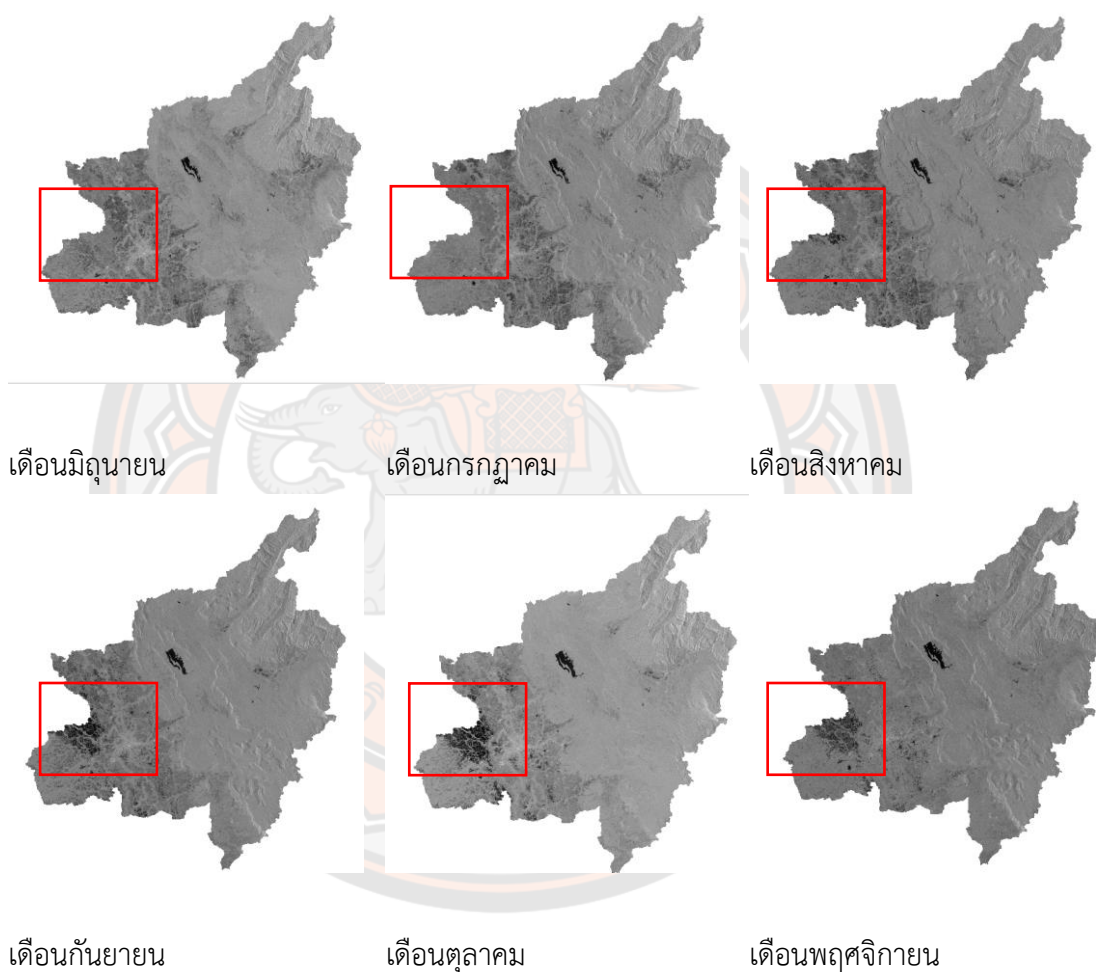 เดือนมิถุนายน
เดือนกรกฏาคม
เดือนสิงหาคม
เดือนกันยายน
เดือนตุลาคม
เดือนพฤศจิกายน